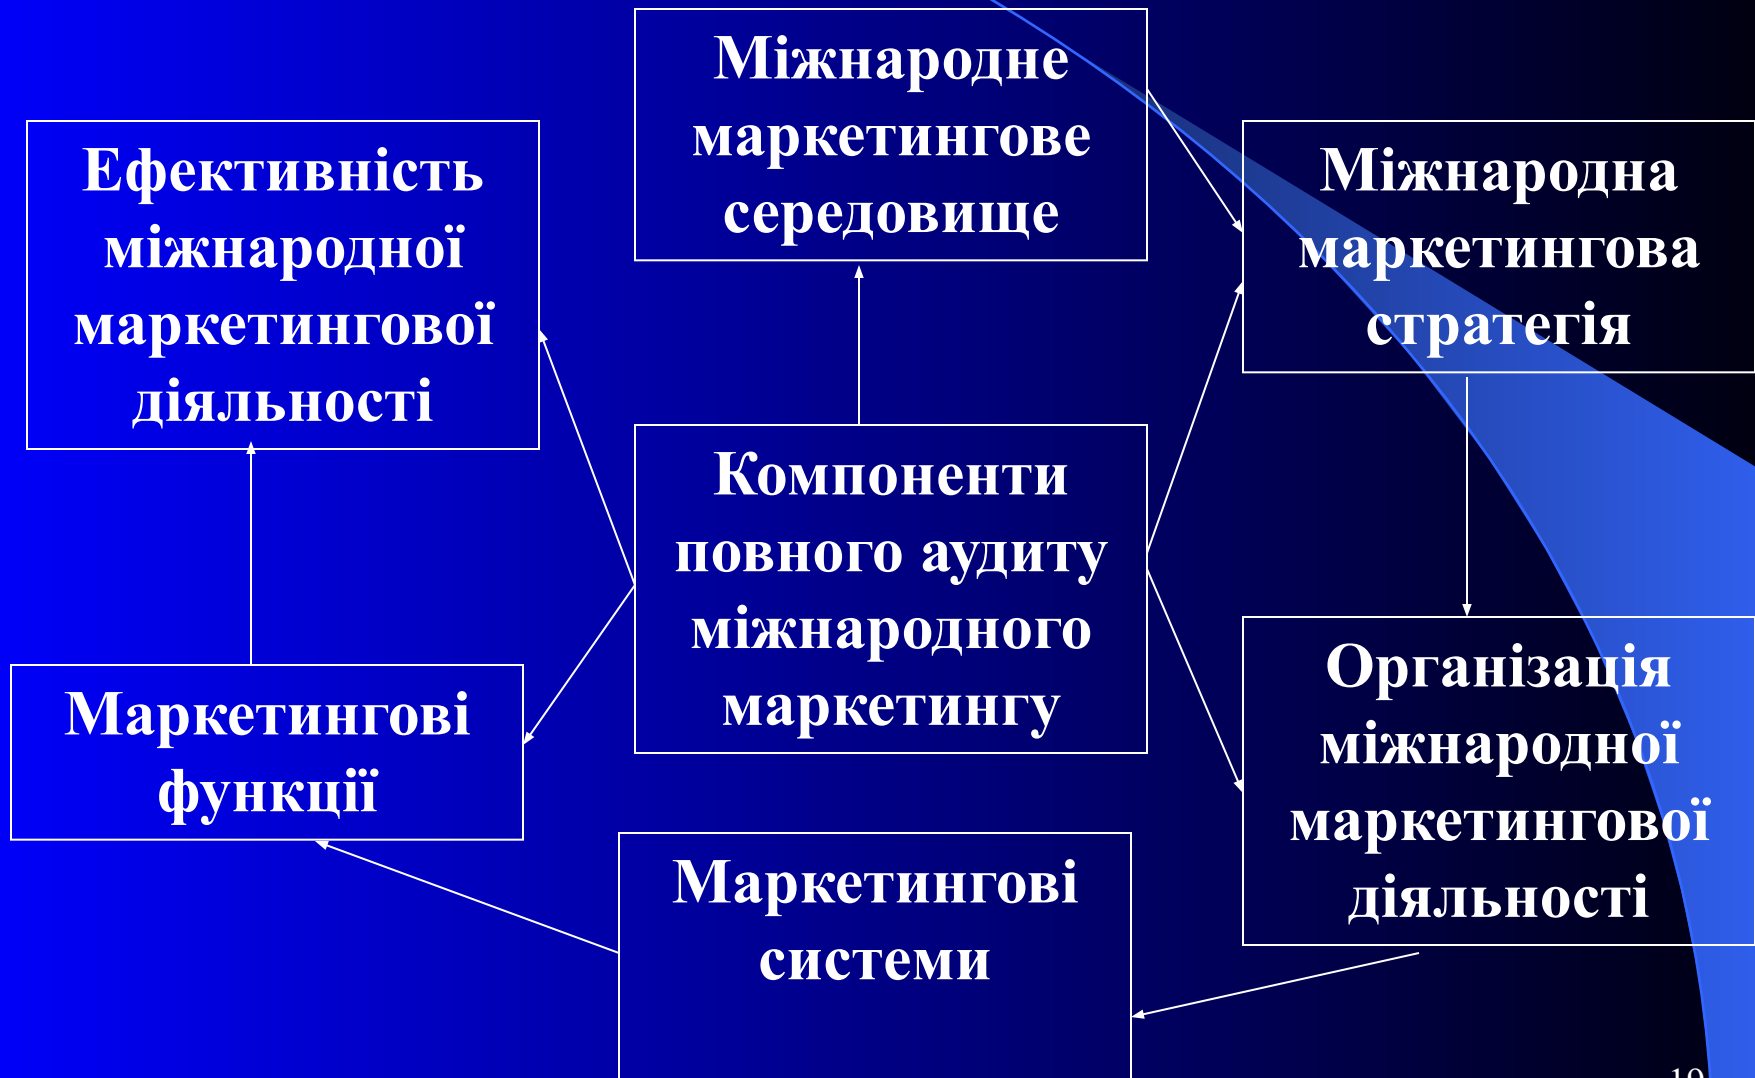 Міжнародне
маркетингове
середовище
Ефективність
міжнародної
маркетингової
діяльності
Міжнародна
маркетингова
стратегія
Компоненти
повного аудиту
міжнародного
маркетингу
Маркетингові
функції
Організація
міжнародної
маркетингової
діяльності
Маркетингові
системи